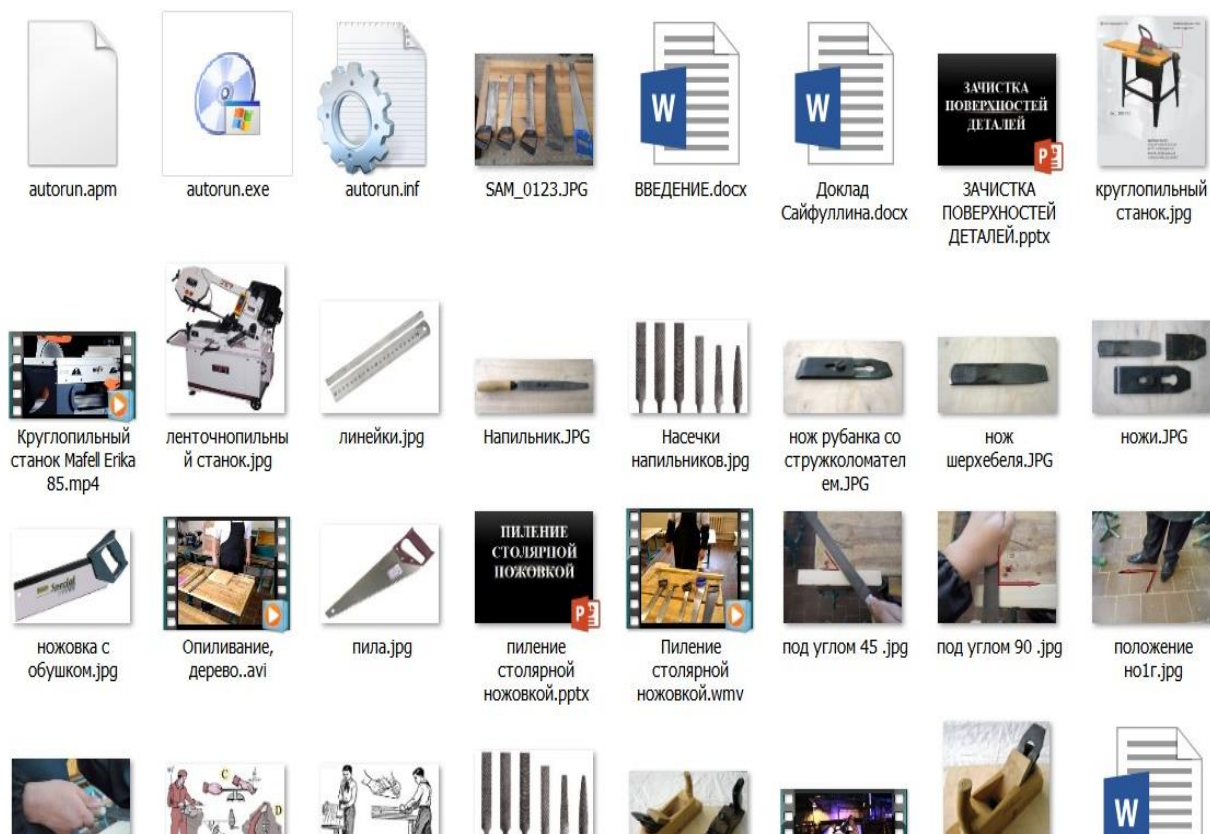 ЗАЧИСТКА
ПОВЕРХНОСТЕЙ
ДЕТАЛЕЙ
autorun.apm
autorun.exe
autorun.inf
SAM_0123.JPG
ВВЕДЕНИЕ.docx
Доклад
Сайфуллина.docx
ЗАЧИСТКА
ПОВЕРХНОСТЕЙ
ДЕТАЛЕЙ.pptx
круглопильный
станок.jpg
Круглопильный
станок Mafell Erika
85.mp4
ленточнопильны
й станок.jpg
линейки.jpg
Напильник.JPG
Насечки
напильников.jpg
нож рубанка со
стружколомател
ем.JPG
нож
шерхебеля.JPG
ножи.JPG
Special
ПИЛЕНИЕ
СТОЛЯРНОЙ
НОЖОВКОЙ
ножовка с
обушком.jpg
Опиливание,
дерево..avi
пила.jpg
пиление
столярной
ножовкой.pptx
Пиление
столярной
ножовкой.wmv
под углом 45 .jpg
под углом 90 .jpg
положение
но1г.jpg